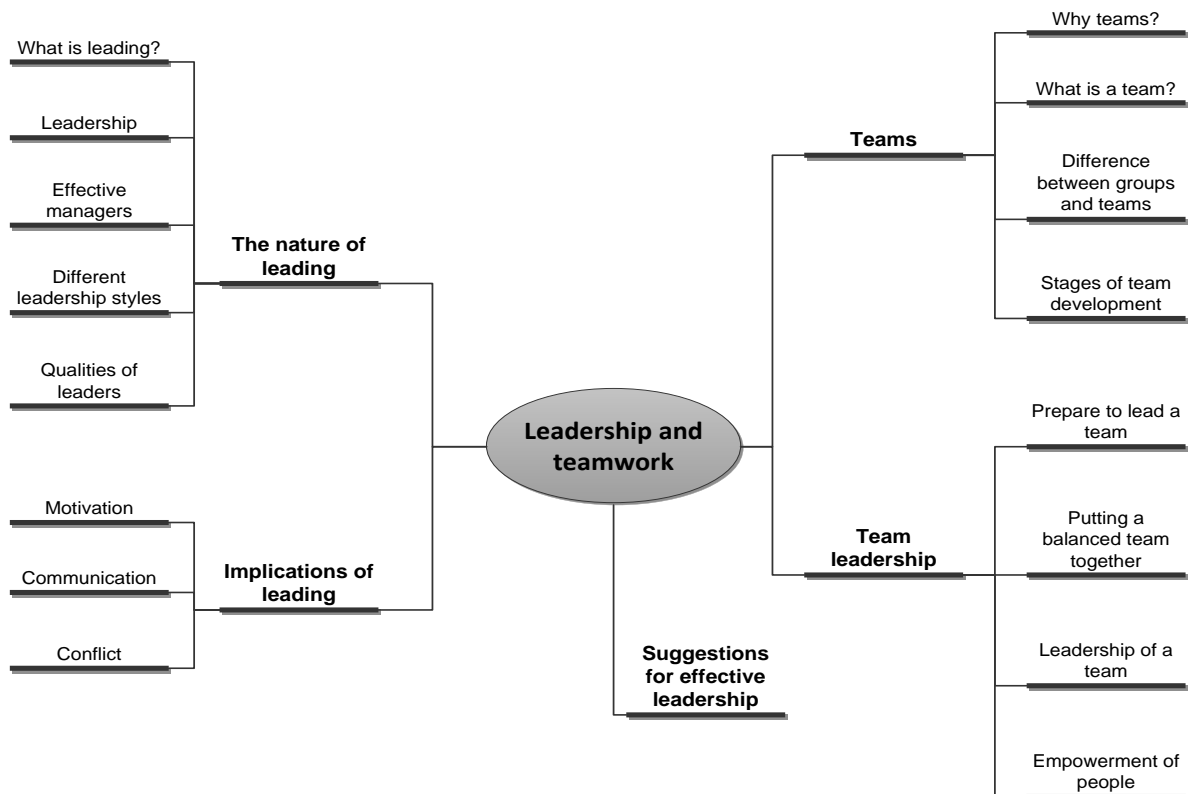 What is leading?
Leadership
Effective
managers
Different
leadership styles
Qualities of
leaders
The nature of
leading
Motivation
Communication
Conflict
Implications of
leading
Leadership and
teamwork
Suggestions
for effective
leadership
Teams
Why teams?
What is a team?
Difference
between groups
and teams
Stages of team
development
Team
leadership
Prepare to lead a
team
Putting a
balanced team
together
Leadership of a
team
Empowerment of
people